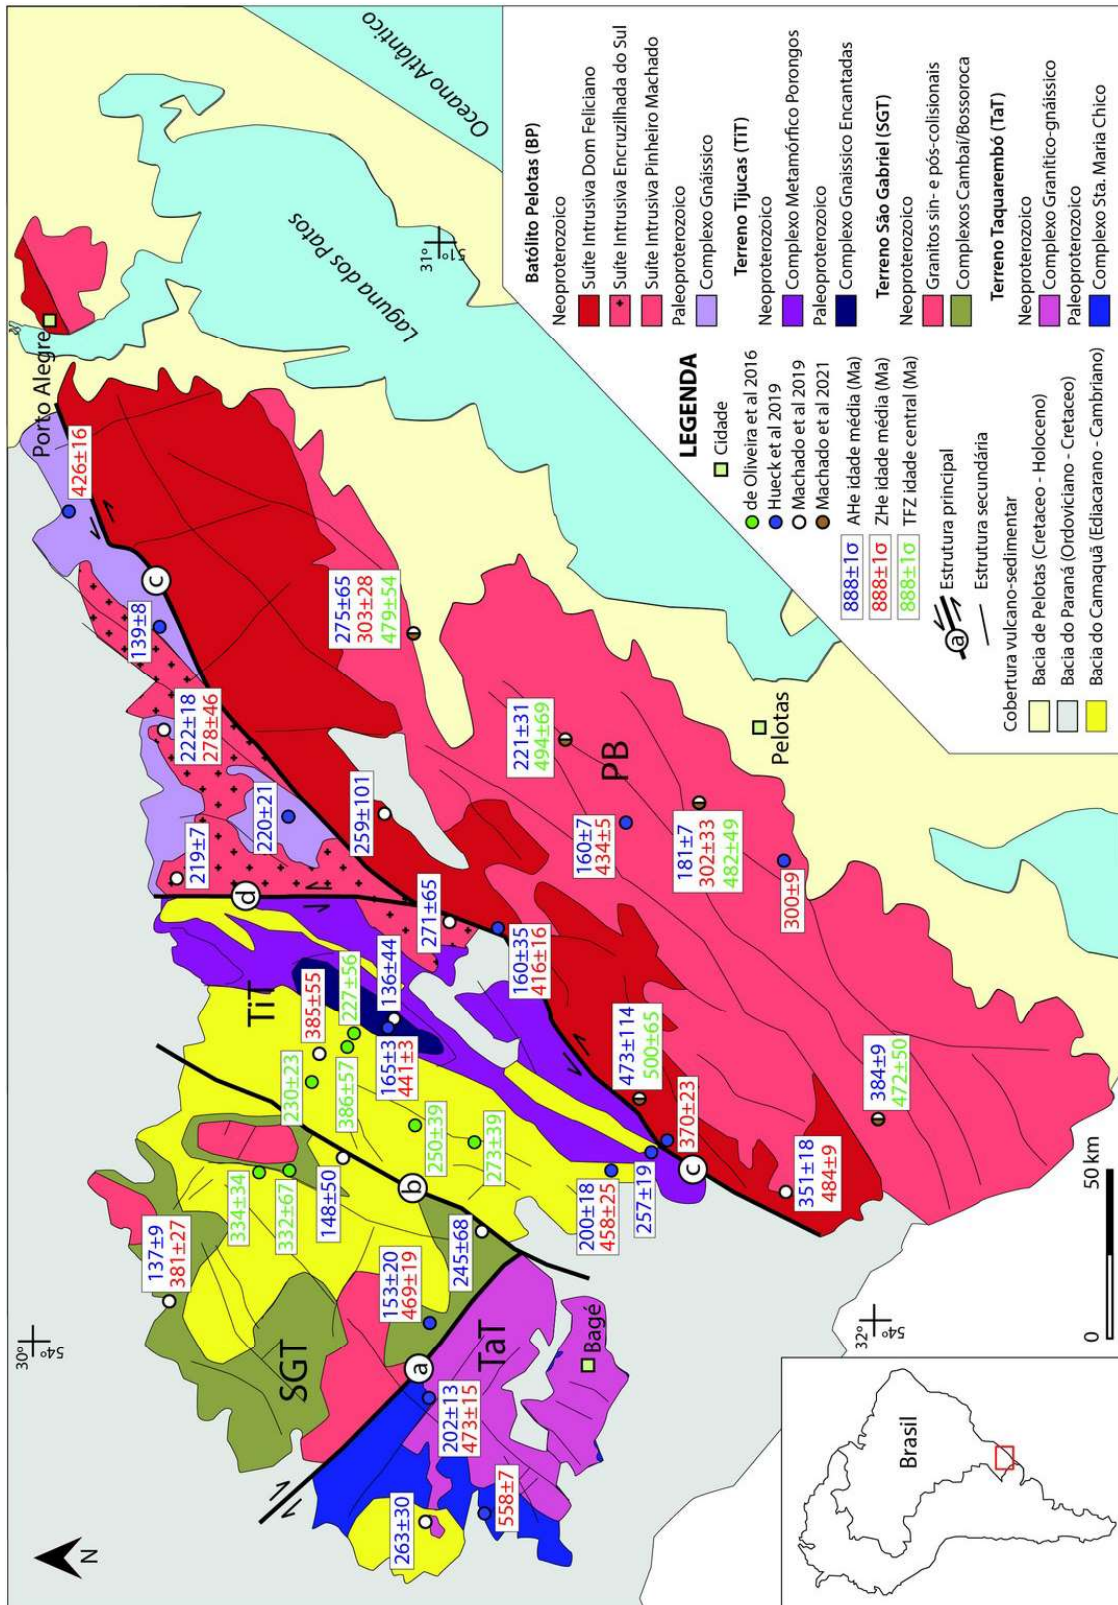 N
30º
54º
Porto Alegre
Oceano Atlântico
Laguna dos Patos
31º
51º
SGT
TiT
TaT
PB
Bagé
Pelotas
32º
54º
a
b
c
c
d
426±16
139±8
222±18
278±46
219±7
220±21
275±65
303±28
479±54
259±101
271±65
221±31
494±69
160±7
434±5
181±7
302±33
482±49
300±9
160±35
416±16
136±44
385±55
227±56
230±23
386±57
165±3
441±3
473±114
500±65
250±39
273±39
370±23
384±9
472±50
351±18
484±9
257±19
200±18
458±25
334±34
332±67
148±50
137±9
381±27
245±68
153±20
469±19
202±13
473±15
558±7
263±30
0
50 km
Brasil
LEGENDA
Cidade
de Oliveira et al 2016
Hueck et al 2019
Machado et al 2019
Machado et al 2021
888±1σ AHe idade média (Ma)
888±1σ ZHe idade média (Ma)
888±1σ TFZ idade central (Ma)
a Estrutura principal
Estrutura secundária
Cobertura vulcano-sedimentar
Bacia de Pelotas (Cretaceo - Holoceno)
Bacia do Paraná (Ordoviciano - Cretaceo)
Bacia do Camaquã (Ediacarano - Cambriano)
Batólito Pelotas (BP)
Neoproterozoico
Suíte Intrusiva Dom Feliciano
Suíte Intrusiva Encruzilhada do Sul
Suíte Intrusiva Pinheiro Machado
Paleoproterozoico
Complexo Gnáissico
Terreno Tijucas (TiT)
Neoproterozoico
Complexo Metamórfico Porongos
Paleoproterozoico
Complexo Gnaissico Encantadas
Terreno São Gabriel (SGT)
Neoproterozoico
Granitos sin- e pós-colisionais
Complexos Cambaí/Bossoroca
Terreno Taquarembó (TaT)
Neoproterozoico
Complexo Granítico-gnáissico
Paleoproterozoico
Complexo Sta. Maria Chico